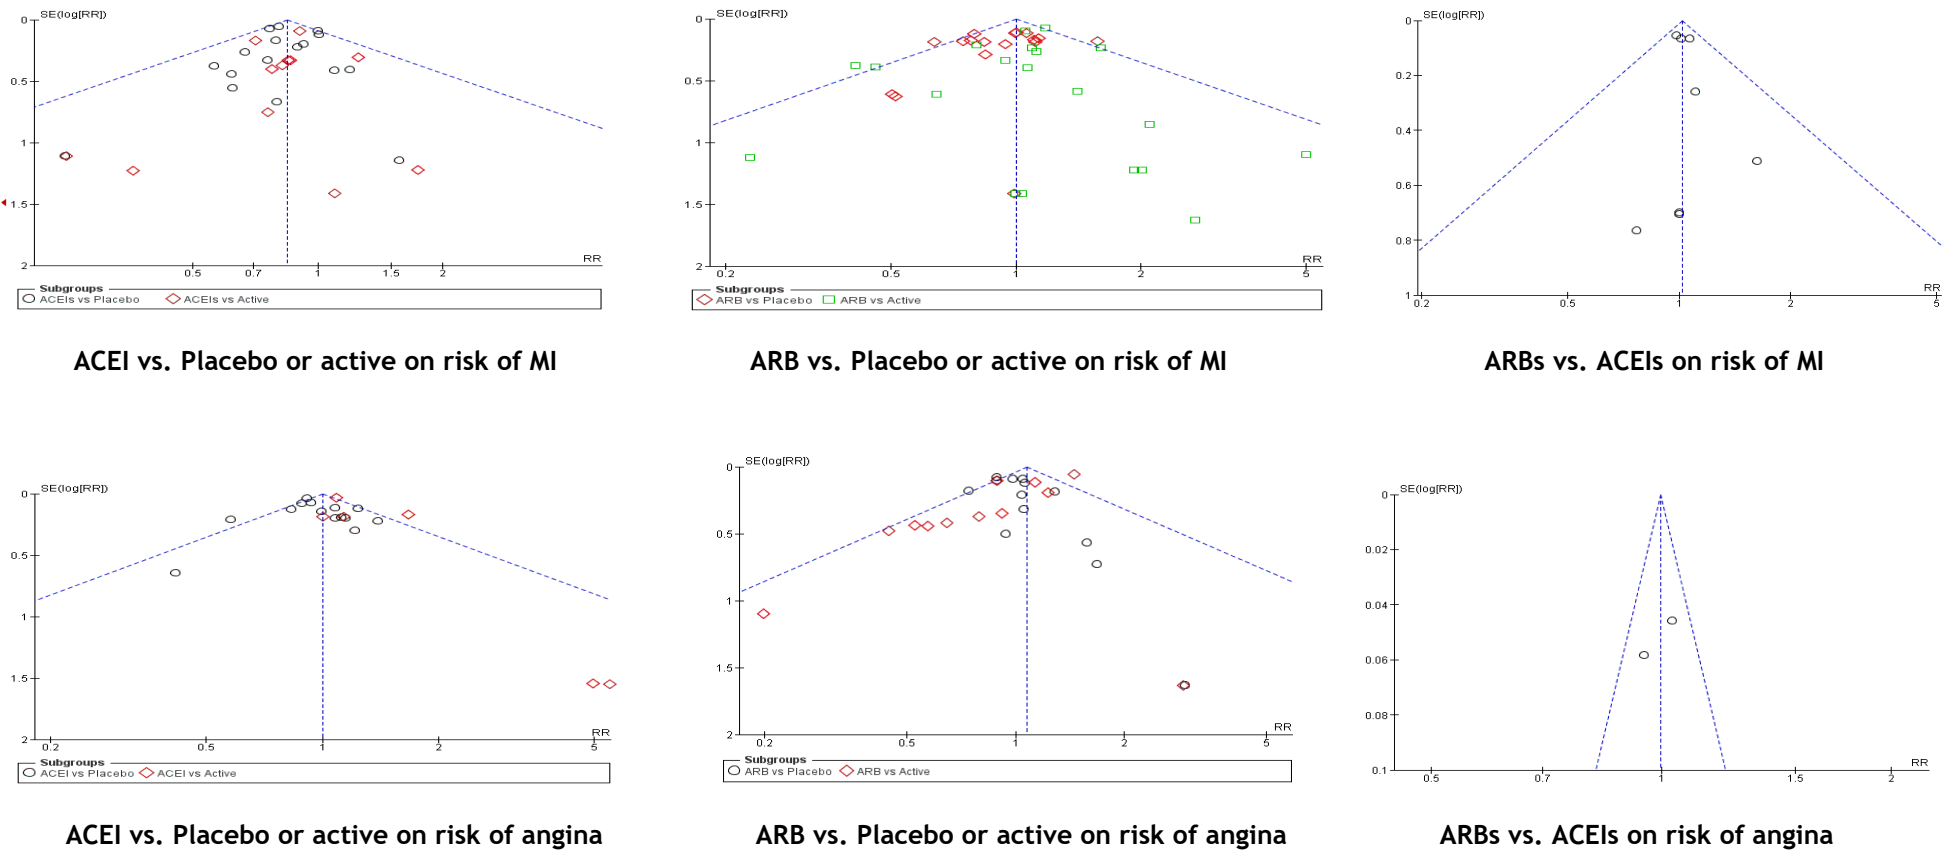 SE(log[RR])
0
0.5
1
1.5
2
0.5 0.7 1 1.5 2
RR
Subgroups
ACEIs vs Placebo ACEIs vs Active
ACEI vs. Placebo or active on risk of MI
SE(log[RR])
0
0.5
1
1.5
2
0.2 0.5 1 2 5
RR
Subgroups
ARB vs Placebo ARB vs Active
ARB vs. Placebo or active on risk of MI
SE(log[RR])
0
0.2
0.4
0.6
0.8
1
0.2 0.5 1 2 5
RR
ARBs vs. ACEIs on risk of MI
SE(log[RR])
0
0.5
1
1.5
2
0.2 0.5 1 2 5
RR
Subgroups
ACEI vs Placebo ACEI vs Active
ACEI vs. Placebo or active on risk of angina
SE(log[RR])
0
0.5
1
1.5
2
0.2 0.5 1 2 5
RR
Subgroups
ARB vs Placebo ARB vs Active
ARB vs. Placebo or active on risk of angina
SE(log[RR])
0
0.02
0.04
0.06
0.08
0.1
0.5 0.7 1 1.5 2
RR
ARBs vs. ACEIs on risk of angina